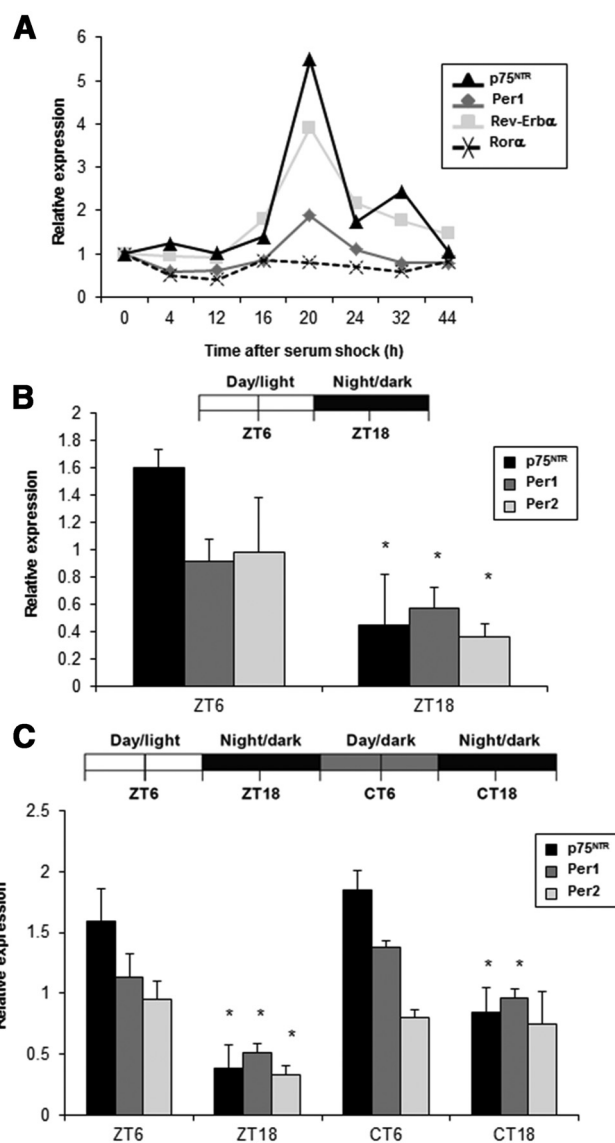 A
6
5
4
3
2
1
0
Relative expression
0 4 12 16 20 24 32 44
Time after serum shock (h)
p75NTR
Per1
Rev-Erbα
Rorα
B
Day/light Night/dark
ZT6 ZT18
2
1.8
1.6
1.4
1.2
1
0.8
0.6
0.4
0.2
0
Relative expression
p75NTR
Per1
Per2
* * *
ZT6 ZT18
C
Day/light Night/dark Day/dark Night/dark
ZT6 ZT18 CT6 CT18
2.5
2
1.5
1
0.5
0
Relative expression
p75NTR
Per1
Per2
* * * * *
ZT6 ZT18 CT6 CT18